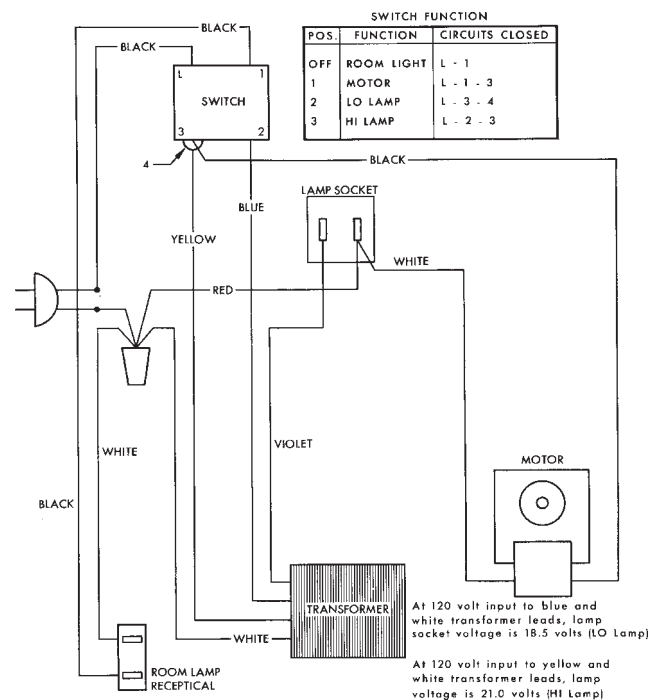 SWITCH FUNCTION
POS. FUNCTION CIRCUITS CLOSED
OFF ROOM LIGHT L - 1
1 MOTOR L - 1 - 3
2 LO LAMP L - 3 - 4
3 HI LAMP L - 2 - 3
BLACK
BLACK
L 1
SWITCH
3 2
4
BLACK
BLUE
LAMP SOCKET
YELLOW
WHITE
RED
WHITE
VIOLET
MOTOR
BLACK
TRANSFORMER
WHITE
ROOM LAMP
RECEPTICAL
At 120 volt input to blue and
white transformer leads, lamp
socket voltage is 18.5 volts (LO Lamp)
At 120 volt input to yellow and
white transformer leads, lamp
voltage is 21.0 volts (HI Lamp)